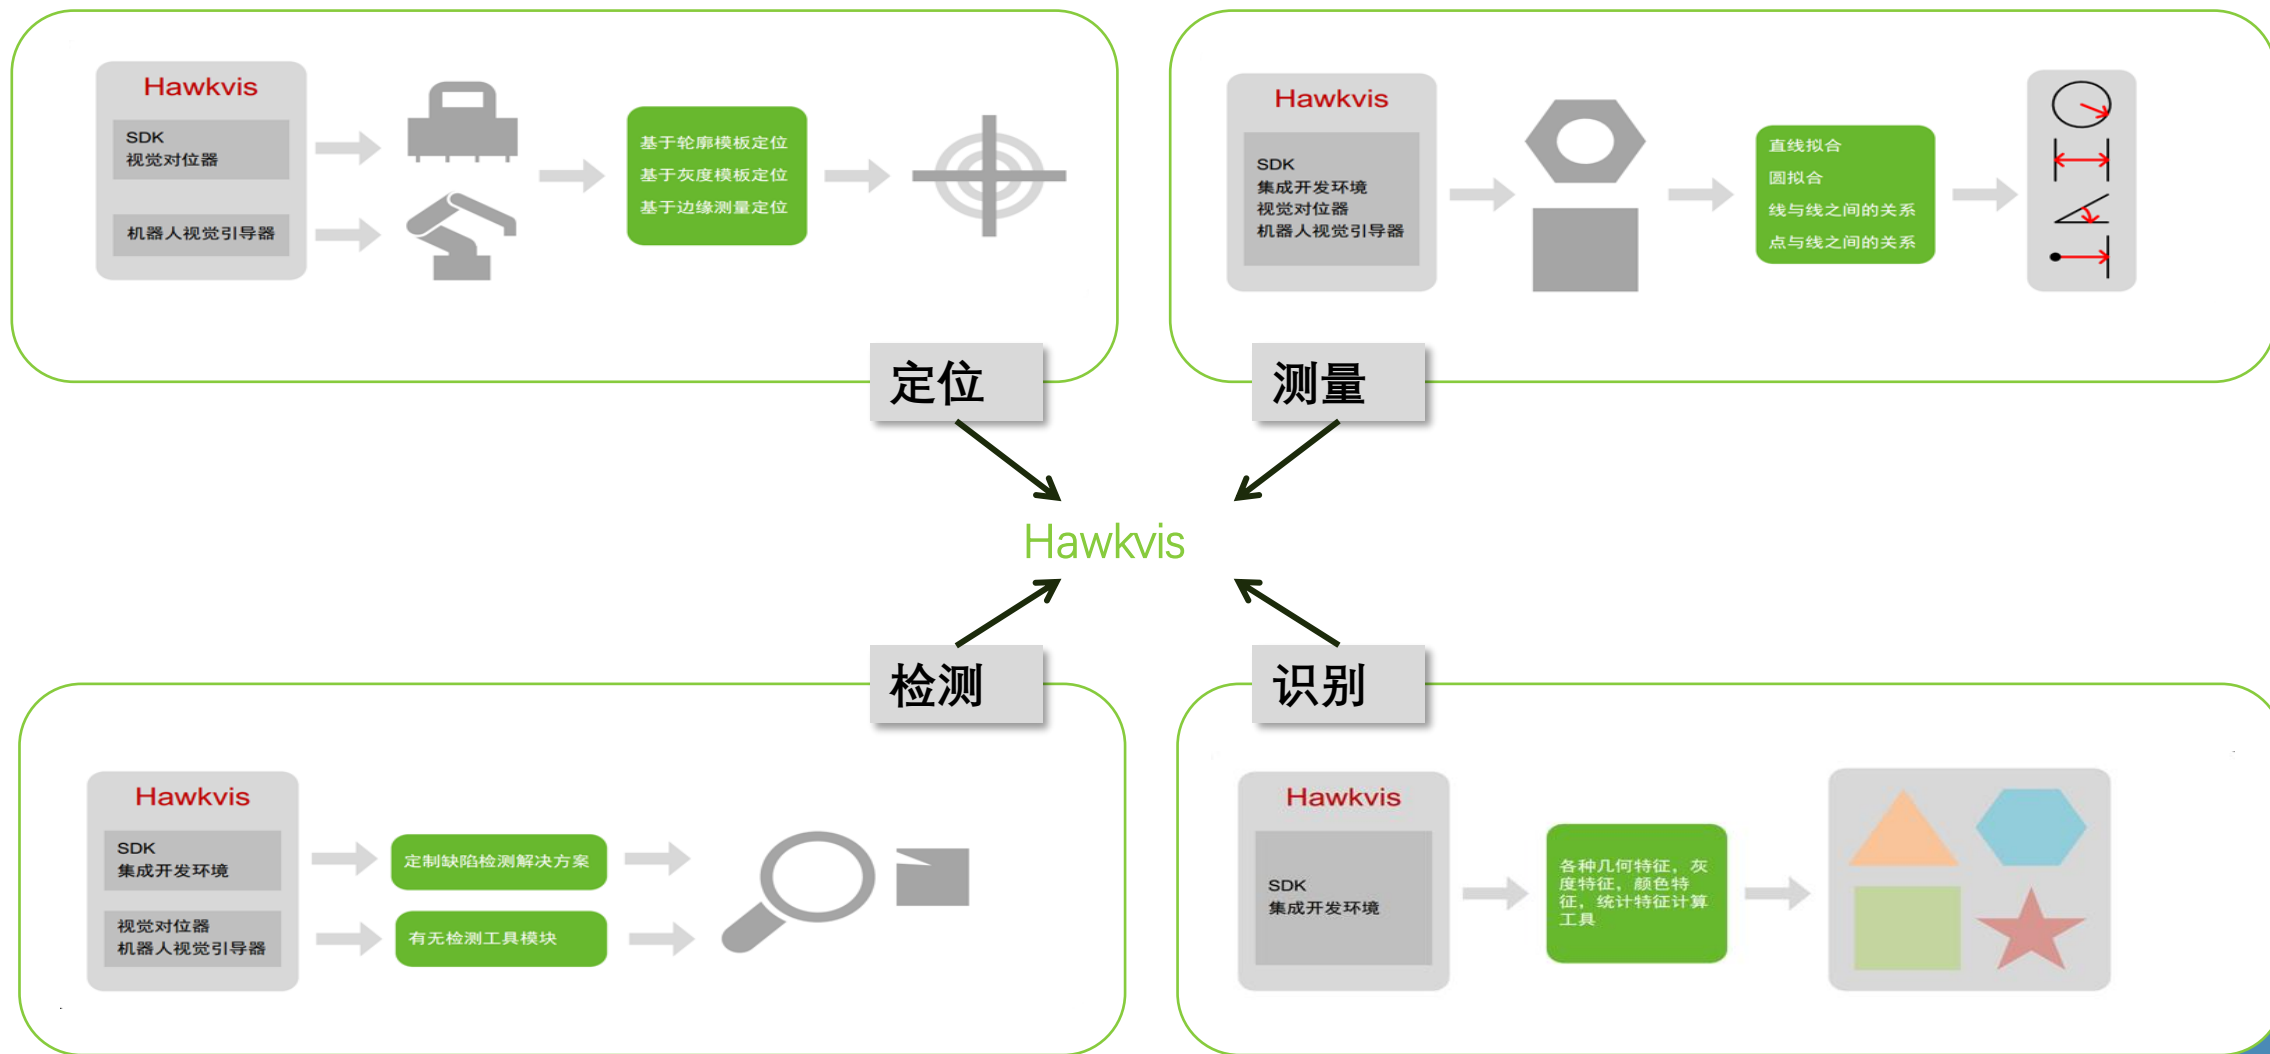 Hawkvis
SDK
视觉对位器
机器人视觉引导器
基于轮廓模板定位
基于灰度模板定位
基于边缘测量定位
定位
Hawkvis
SDK
集成开发环境
视觉对位器
机器人视觉引导器
直线拟合
圆拟合
线与线之间的关系
点与线之间的关系
测量
Hawkvis
检测
Hawkvis
SDK
集成开发环境
视觉对位器
机器人视觉引导器
定制缺陷检测解决方案
有无检测工具模块
识别
Hawkvis
SDK
集成开发环境
各种几何特征，灰
度特征，颜色特
征，统计特征计算
工具